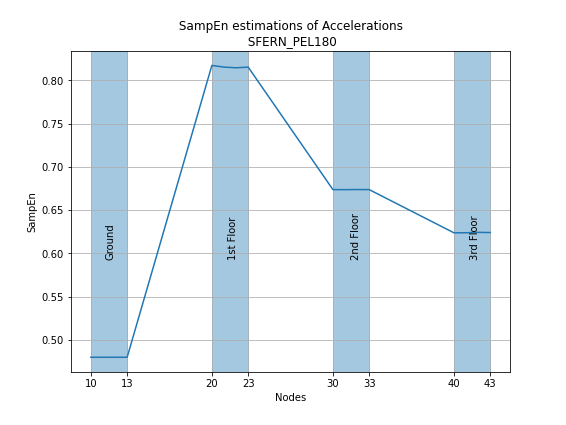 SampEn estimations of Accelerations
SFERN_PEL180
SampEn
0.80
0.75
0.70
0.65
0.60
0.55
0.50
Ground
1st Floor
2nd Floor
3rd Floor
10 13 20 23 30 33 40 43
Nodes